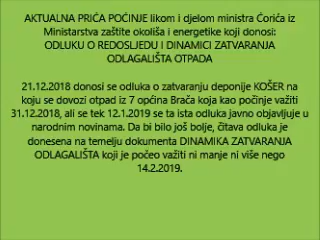 AKTUALNA PRIČA POČINJE likom i djelom ministra Ćorića iz
Ministarstva zaštite okoliša i energetike koji donosi:
ODLUKU O REDOSLJEDU I DINAMICI ZATVARANJA
ODLAGALIŠTA OTPADA
21.12.2018 donosi se odluka o zatvaranju deponije KOŠER na
koju se dovozi otpad iz 7 općina Brača koja kao počinje važiti
31.12.2018, ali se tek 12.1.2019 se ta ista odluka javno objavljuje u
narodnim novinama. Da bi bilo još bolje, čitava odluka je
donesena na temelju dokumenta DINAMIKA ZATVARANJA
ODLAGALIŠTA koji je počeo važiti ni manje ni više nego
14.2.2019.